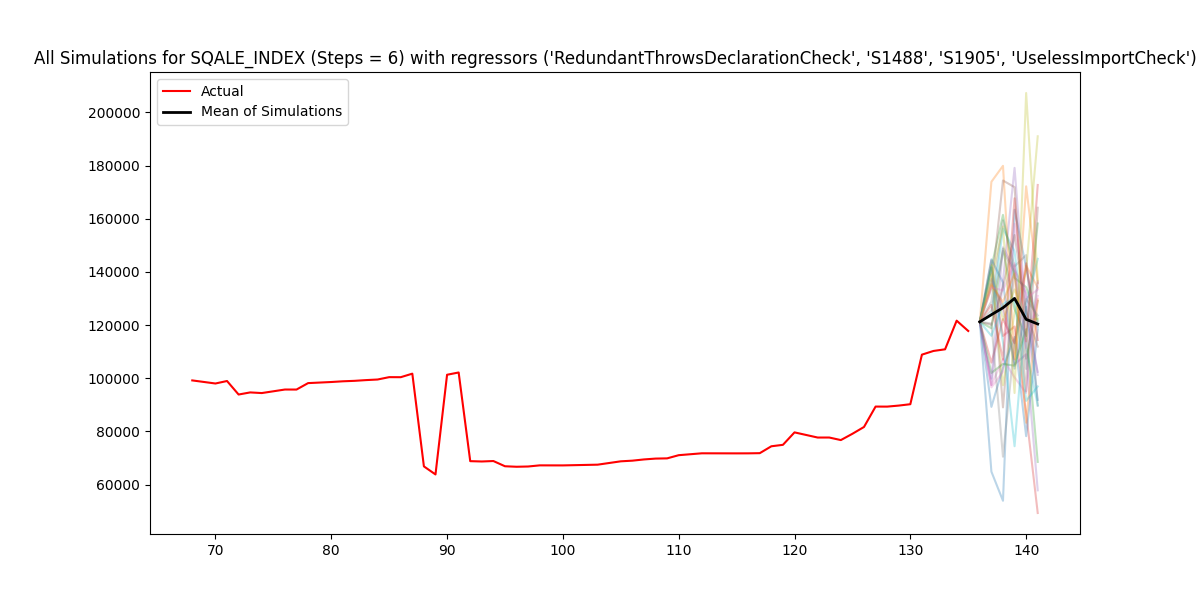 All Simulations for SQALE_INDEX (Steps = 6) with regressors ('RedundantThrowsDeclarationCheck', 'S1488', 'S1905', 'UselessImportCheck')
Actual
Mean of Simulations
200000
180000
160000
140000
120000
100000
80000
60000
70 80 90 100 110 120 130 140